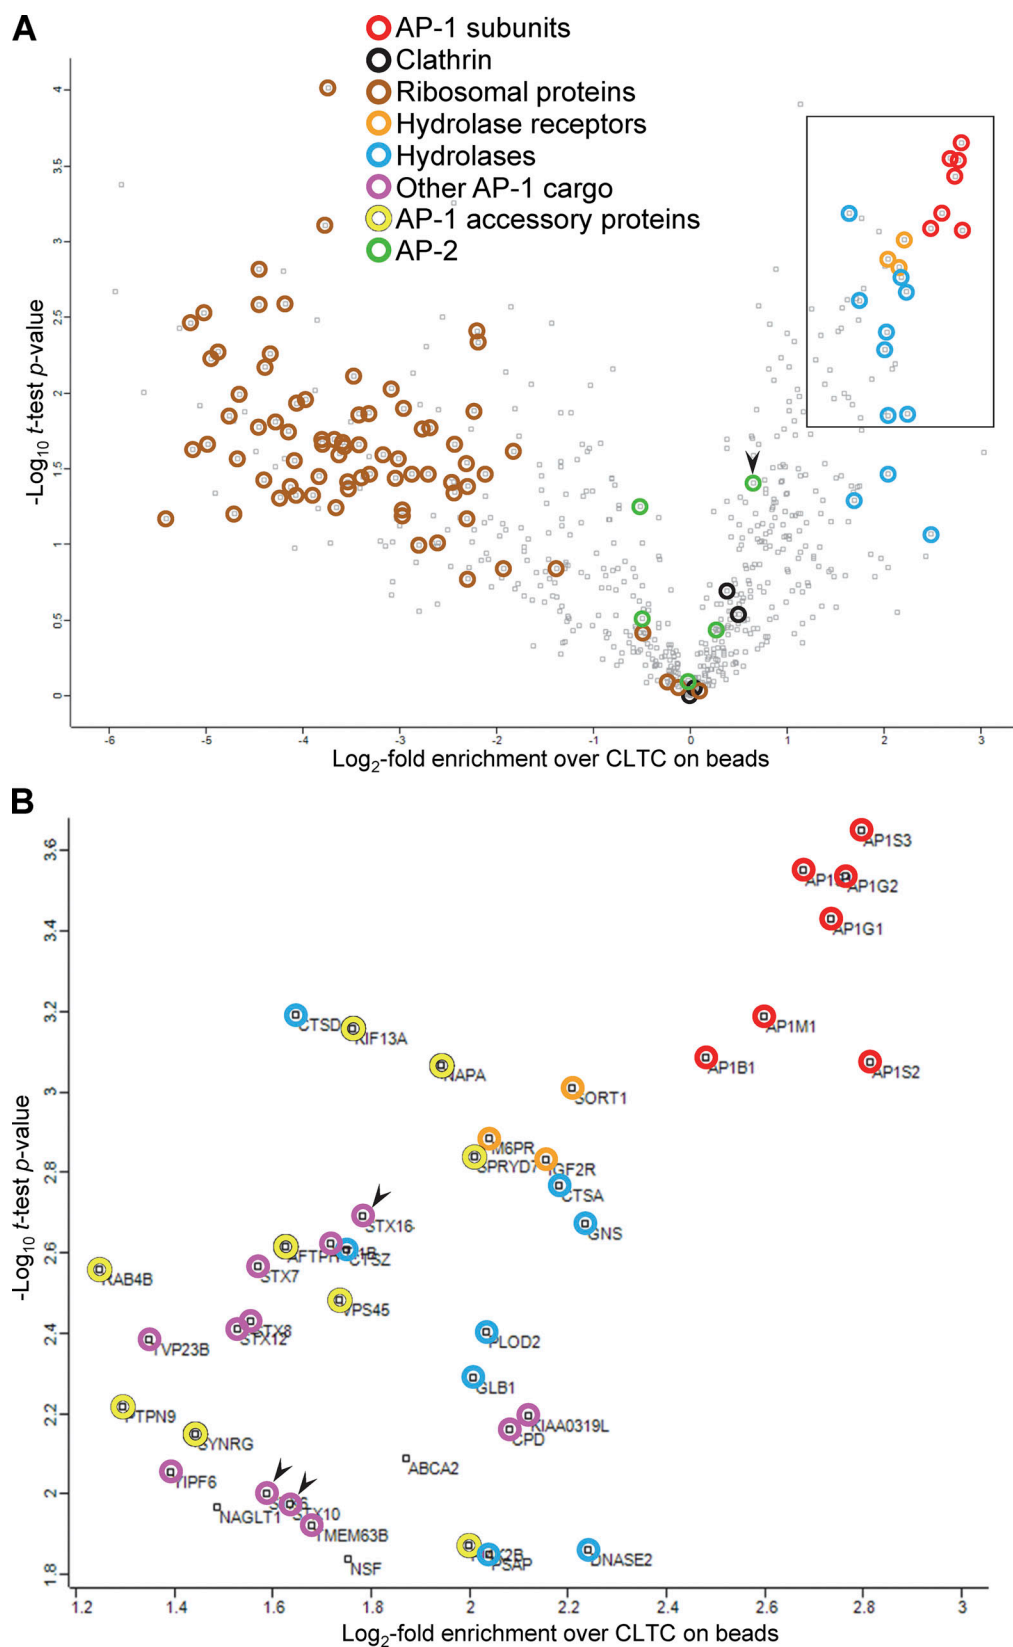 A
AP-1 subunits
Clathrin
Ribosomal proteins
Hydrolase receptors
Hydrolases
Other AP-1 cargo
AP-1 accessory proteins
AP-2
-Log10 t-test p-value
4
3.5
3
2.5
2
1.5
1
0.5
0
-6 -5 -4 -3 -2 -1 0 1 2 3
Log2-fold enrichment over CLTC on beads
B
-Log10 t-test p-value
3.6
3.4
3.2
3
2.8
2.6
2.4
2.2
2
1.8
AP1S3
AP1G2
AP1G1
CTSD
KIF13A
AP1M1
NAPA
AP1B1
AP1S2
SORT1
M6PR
SPRYD7
IGF2R
CTSA
STX16
GNS
AFTPH
CTSZ
RAB4B
STX7
VPS45
STX8
STX12
TVP23B
PLOD2
GLB1
PTPN9
SYNRG
KIAA0319L
CPD
YIPF6
ABCA2
NAGLT1
STX10
TMEM63B
NSF
PSAP
DNASE2
1.2 1.4 1.6 1.8 2 2.2 2.4 2.6 2.8 3
Log2-fold enrichment over CLTC on beads